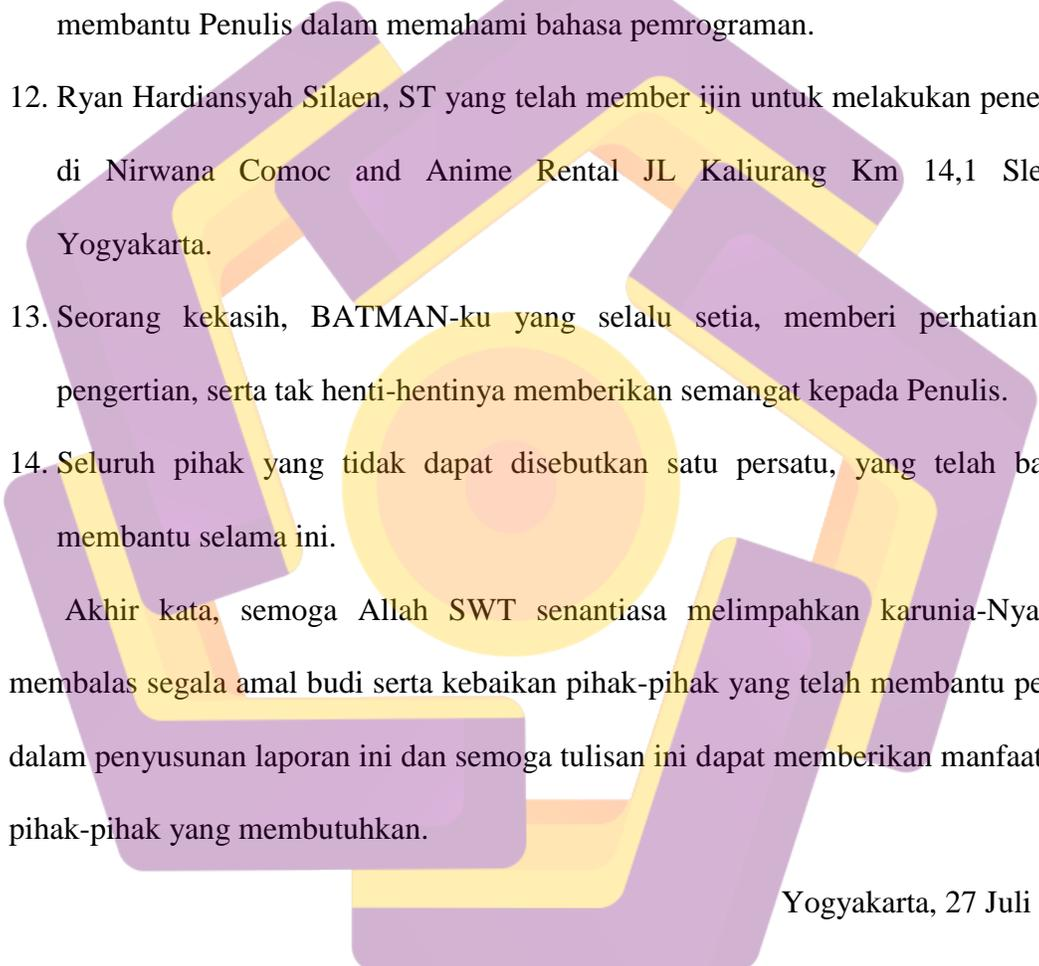 membantu Penulis dalam memahami bahasa pemrograman.
12. Ryan Hardiansyah Silaen, ST yang telah member ijin untuk melakukan pene
di Nirwana Comoc and Anime Rental JL Kaliurang Km 14,1 Sle
Yogyakarta.
13. Seorang kekasih, BATMAN-ku yang selalu setia, memberi perhatian
pengertian, serta tak henti-hentinya memberikan semangat kepada Penulis.
14. Seluruh pihak yang tidak dapat disebutkan satu persatu, yang telah ba
membantu selama ini.
Akhir kata, semoga Allah SWT senantiasa melimpahkan karunia-Nya
membalas segala amal budi serta kebaikan pihak-pihak yang telah membantu pe
dalam penyusunan laporan ini dan semoga tulisan ini dapat memberikan manfaat
pihak-pihak yang membutuhkan.
Yogyakarta, 27 Juli